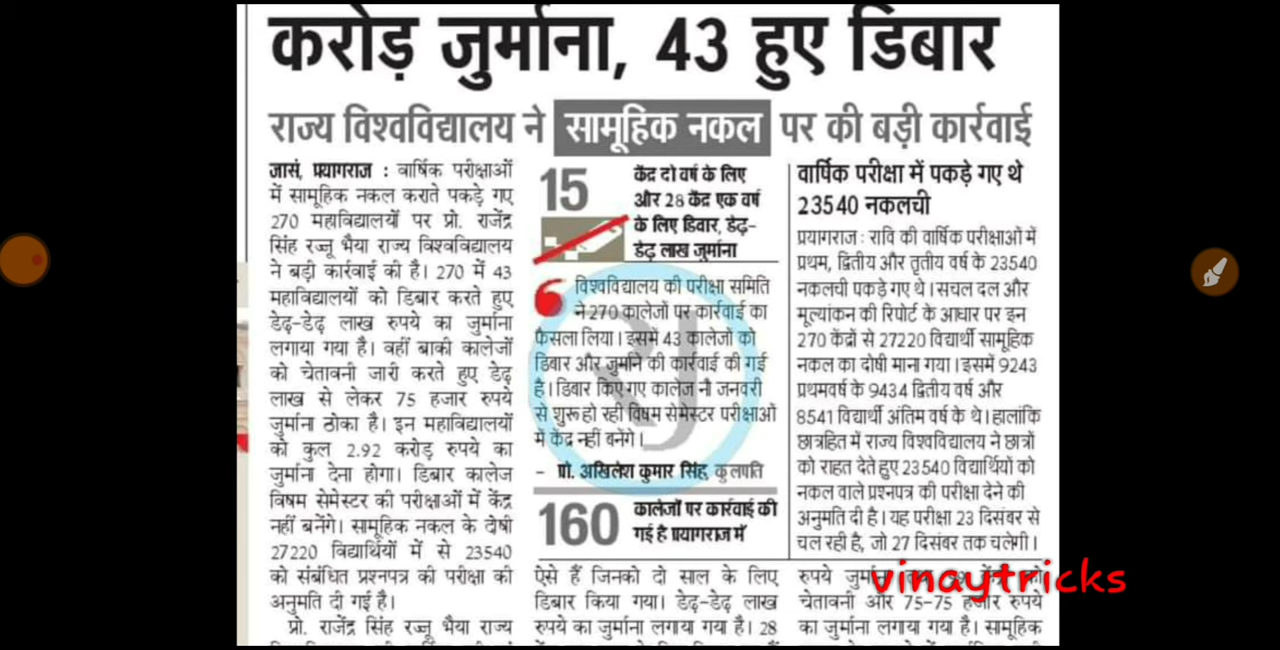 करोड़ जुर्माना, 43 हुए डिबार
राज्य विश्वविद्यालय ने सामूहिक नकल पर की बड़ी कार्रवाई
जासं, प्रयागराज : वार्षिक परीक्षाओं
में सामूहिक नकल कराते पकड़े गए
270 महाविद्यालयों पर प्रो. राजेंद्र
सिंह रज्जू भैया राज्य विश्वविद्यालय
ने बड़ी कार्रवाई की है। 270 में 43
महाविद्यालयों को डिबार करते हुए
डेढ़-डेढ़ लाख रुपये का जुर्माना
लगाया गया है। वहीं बाकी कालेजों
को चेतावनी जारी करते हुए डेढ़
लाख से लेकर 75 हजार रुपये
जुर्माना ठोका है। इन महाविद्यालयों
को कुल 2.92 करोड़ रुपये का
जुर्माना देना होगा। डिबार कालेज
विषम सेमेस्टर की परीक्षाओं में केंद्र
नहीं बनेंगे। सामूहिक नकल के दोषी
27220 विद्यार्थियों में से 23540
को संबंधित प्रश्नपत्र की परीक्षा की
अनुमति दी गई है।
प्रो. राजेंद्र सिंह रज्जू भैया राज्य
15 केंद्र दो वर्ष के लिए
और 28 केंद्र एक वर्ष
के लिए डिबार, डेढ़-
डेढ़ लाख जुर्माना
विश्वविद्यालय की परीक्षा समिति
ने 270 कालेजों पर कार्रवाई का
फैसला लिया। इसमें 43 कालेजों को
डिबार और जुर्माने की कार्रवाई की गई
है। डिबार किए गए कालेज नौ जनवरी
से शुरू हो रही विषम सेमेस्टर परीक्षाओं
में केंद्र नहीं बनेंगे।
- प्रो. अखिलेश कुमार सिंह, कुलपति
160 कालेजों पर कार्रवाई की
गई है प्रयागराज में
ऐसे हैं जिनको दो साल के लिए
डिबार किया गया। डेढ़-डेढ़ लाख
रुपये का जुर्माना लगाया गया है। 28
वार्षिक परीक्षा में पकड़े गए थे
23540 नकलची
प्रयागराज : रावि की वार्षिक परीक्षाओं में
प्रथम, द्वितीय और तृतीय वर्ष के 23540
नकलची पकड़े गए थे। सचल दल और
मूल्यांकन की रिपोर्ट के आधार पर इन
270 केंद्रों से 27220 विद्यार्थी सामूहिक
नकल का दोषी माना गया। इसमें 9243
प्रथमवर्ष के 9434 द्वितीय वर्ष और
8541 विद्यार्थी अंतिम वर्ष के थे। हालांकि
छात्रहित में राज्य विश्वविद्यालय ने छात्रों
को राहत देते हुए 23540 विद्यार्थियों को
नकल वाले प्रश्नपत्र की परीक्षा देने की
अनुमति दी है। यह परीक्षा 23 दिसंबर से
चल रही है, जो 27 दिसंबर तक चलेगी।
रुपये को
vinaytricks
चेतावनी और 75-75 हजार रुपये
का जुर्माना लगाया गया है। सामूहिक